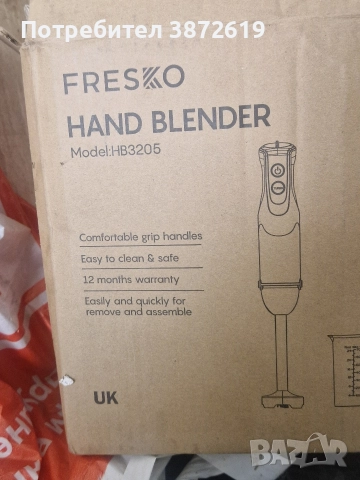 Потребител 3872619
FRESKO
HAND BLENDER
Model:HB3205
Comfortable grip handles
Easy to clean & safe
12 months warranty
Easily and quickly for
remove and assemble
UK
BAZAR